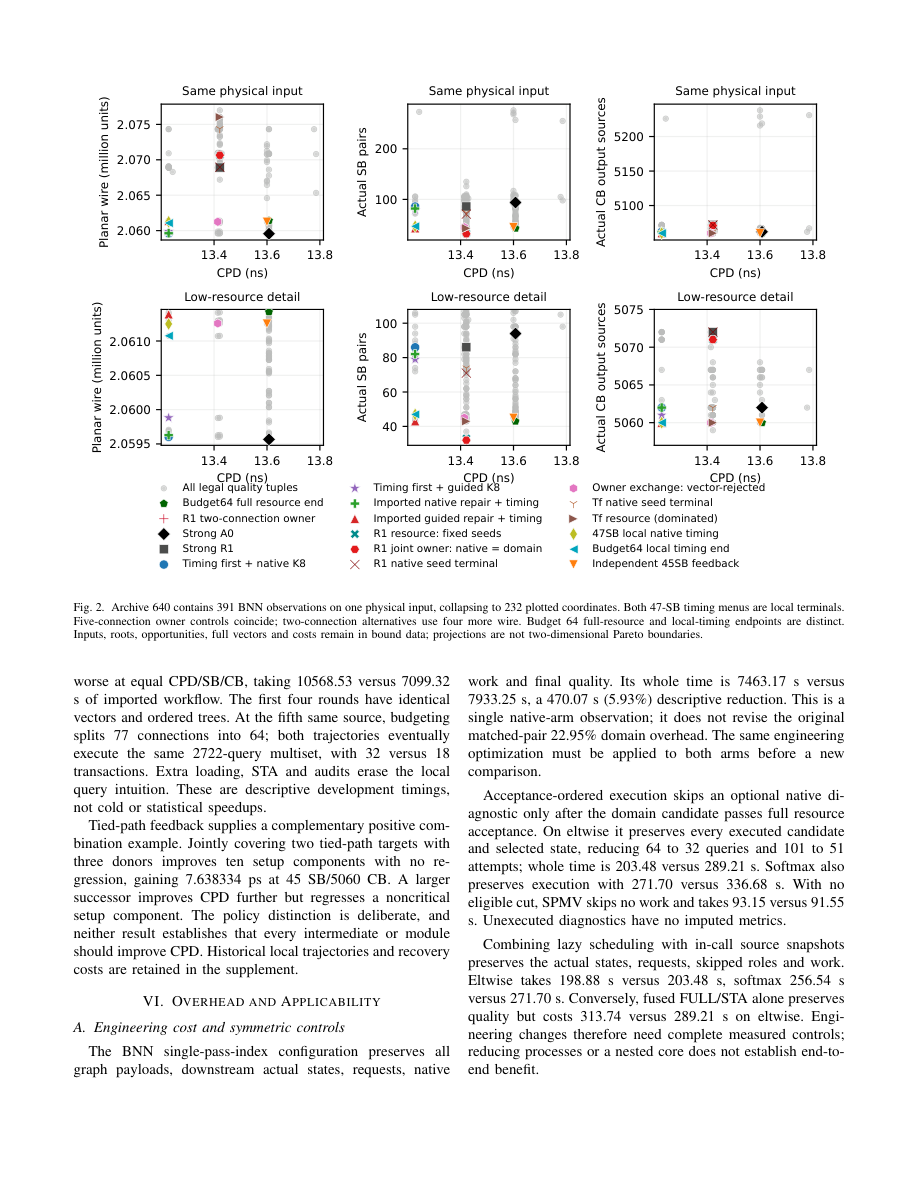 Same physical input
Same physical input
Same physical input
Planar wire (million units)
2.075
2.070
2.065
2.060
13.4 13.6 13.8
CPD (ns)
Actual SB pairs
200
100
13.4 13.6 13.8
CPD (ns)
Actual CB output sources
5200
5150
5100
13.4 13.6 13.8
CPD (ns)
Low-resource detail
Low-resource detail
Low-resource detail
Planar wire (million units)
2.0610
2.0605
2.0600
2.0595
13.4 13.6 13.8
CPD (ns)
Actual SB pairs
100
80
60
40
13.4 13.6 13.8
CPD (ns)
Actual CB output sources
5075
5070
5065
5060
13.4 13.6 13.8
CPD (ns)
All legal quality tuples
Budget64 full resource end
R1 two-connection owner
Strong A0
Strong R1
Timing first + native K8
Timing first + guided K8
Imported native repair + timing
Imported guided repair + timing
R1 resource: fixed seeds
R1 joint owner: native = domain
R1 native seed terminal
Owner exchange: vector-rejected
Tf native seed terminal
Tf resource (dominated)
47SB local native timing
Budget64 local timing end
Independent 45SB feedback
Fig. 2. Archive 640 contains 391 BNN observations on one physical input, collapsing to 232 plotted coordinates. Both 47-SB timing menus are local terminals.
Five-connection owner controls coincide; two-connection alternatives use four more wire. Budget 64 full-resource and local-timing endpoints are distinct.
Inputs, roots, opportunities, full vectors and costs remain in bound data; projections are not two-dimensional Pareto boundaries.
worse at equal CPD/SB/CB, taking 10568.53 versus 7099.32
s of imported workflow. The first four rounds have identical
vectors and ordered trees. At the fifth same source, budgeting
splits 77 connections into 64; both trajectories eventually
execute the same 2722-query multiset, with 32 versus 18
transactions. Extra loading, STA and audits erase the local
query intuition. These are descriptive development timings,
not cold or statistical speedups.
Tied-path feedback supplies a complementary positive com-
bination example. Jointly covering two tied-path targets with
three donors improves ten setup components with no re-
gression, gaining 7.638334 ps at 45 SB/5060 CB. A larger
successor improves CPD further but regresses a noncritical
setup component. The policy distinction is deliberate, and
neither result establishes that every intermediate or module
should improve CPD. Historical local trajectories and recovery
costs are retained in the supplement.
VI. OVERHEAD AND APPLICABILITY
A. Engineering cost and symmetric controls
The BNN single-pass-index configuration preserves all
graph payloads, downstream actual states, requests, native
work and final quality. Its whole time is 7463.17 s versus
7933.25 s, a 470.07 s (5.93%) descriptive reduction. This is a
single native-arm observation; it does not revise the original
matched-pair 22.95% domain overhead. The same engineering
optimization must be applied to both arms before a new
comparison.
Acceptance-ordered execution skips an optional native di-
agnostic only after the domain candidate passes full resource
acceptance. On eltwise it preserves every executed candidate
and selected state, reducing 64 to 32 queries and 101 to 51
attempts; whole time is 203.48 versus 289.21 s. Softmax also
preserves execution with 271.70 versus 336.68 s. With no
eligible cut, SPMV skips no work and takes 93.15 versus 91.55
s. Unexecuted diagnostics have no imputed metrics.
Combining lazy scheduling with in-call source snapshots
preserves the actual states, requests, skipped roles and work.
Eltwise takes 198.88 s versus 203.48 s, softmax 256.54 s
versus 271.70 s. Conversely, fused FULL/STA alone preserves
quality but costs 313.74 versus 289.21 s on eltwise. Engi-
neering changes therefore need complete measured controls;
reducing processes or a nested core does not establish end-to-
end benefit.